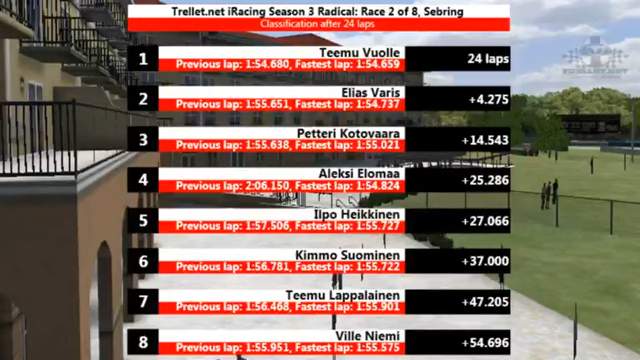 Trellet.net iRacing Season 3 Radical: Race 2 of 8, Sebring
Classification after 24 laps
1 Teemu Vuolle 24 laps
Previous lap: 1:54.680, Fastest lap: 1:54.659
2 Elias Varis +4.275
Previous lap: 1:55.651, Fastest lap: 1:54.737
3 Petteri Kotovaara +14.543
Previous lap: 1:55.638, Fastest lap: 1:55.021
4 Aleksi Elomaa +25.286
Previous lap: 2:06.150, Fastest lap: 1:54.824
5 Ilpo Heikkinen +27.066
Previous lap: 1:57.506, Fastest lap: 1:55.727
6 Kimmo Suominen +37.000
Previous lap: 1:56.781, Fastest lap: 1:55.722
7 Teemu Lappalainen +47.205
Previous lap: 1:56.468, Fastest lap: 1:55.901
8 Ville Niemi +54.696
Previous lap: 1:55.951, Fastest lap: 1:55.575
TRELLET.NET